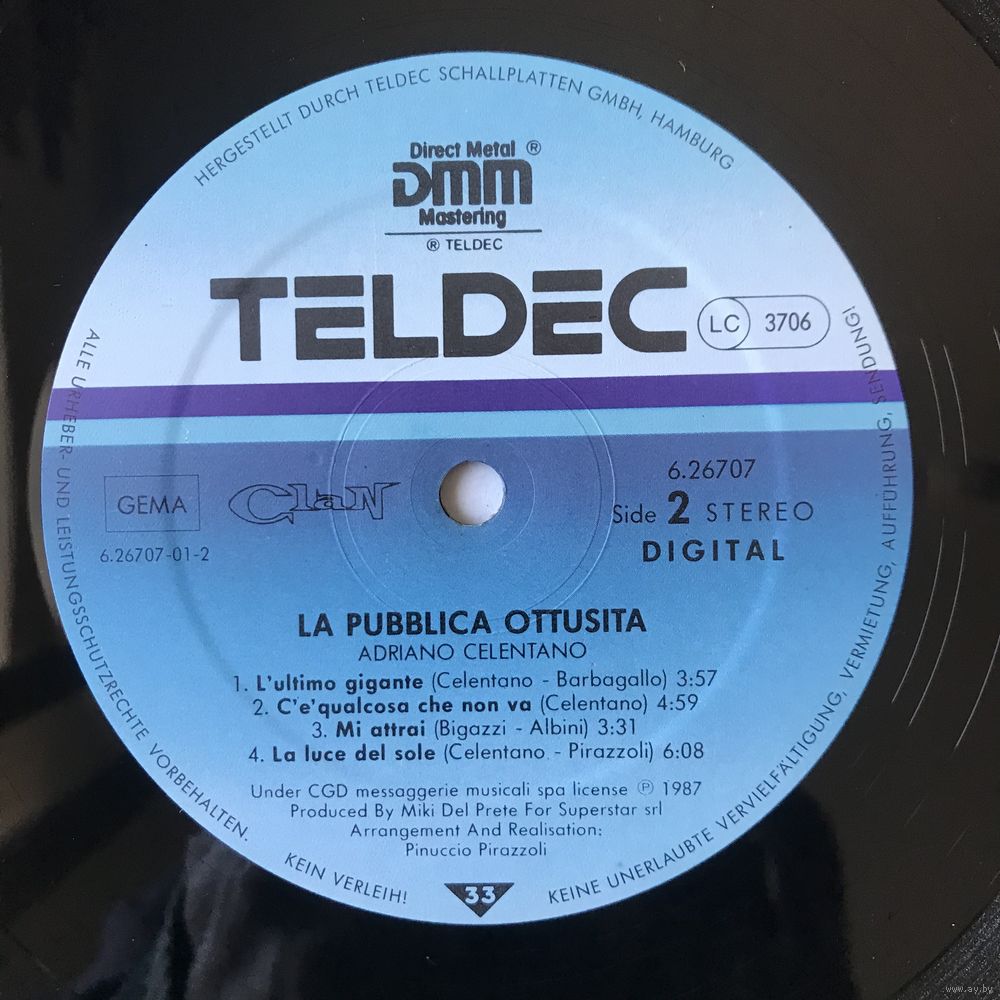 HERGESTELLT DURCH TELDEC SCHALLPLATTEN GMBH, HAMBURG
Direct Metal ®
DMM
Mastering
® TELDEC
TELDEC
LC 3706
GEMA
Clan
6.26707-01-2
6.26707
Side 2 STEREO
DIGITAL
LA PUBBLICA OTTUSITA
ADRIANO CELENTANO
1. L'ultimo gigante (Celentano - Barbagallo) 3:57
2. C'e'qualcosa che non va (Celentano) 4:59
3. Mi attrai (Bigazzi - Albini) 3:31
4. La luce del sole (Celentano - Pirazzoli) 6:08
Under CGD messaggerie musicali spa license ℗ 1987
Produced By Miki Del Prete For Superstar srl
Arrangement And Realisation:
Pinuccio Pirazzoli
33
ALLE URHEBER- UND LEISTUNGSSCHUTZRECHTE VORBEHALTEN.
KEIN VERLEIH!
KEINE UNERLAUBTE VERVIELFÄLTIGUNG, VERMIETUNG, AUFFÜHRUNG, SENDUNG!
www.ay.by